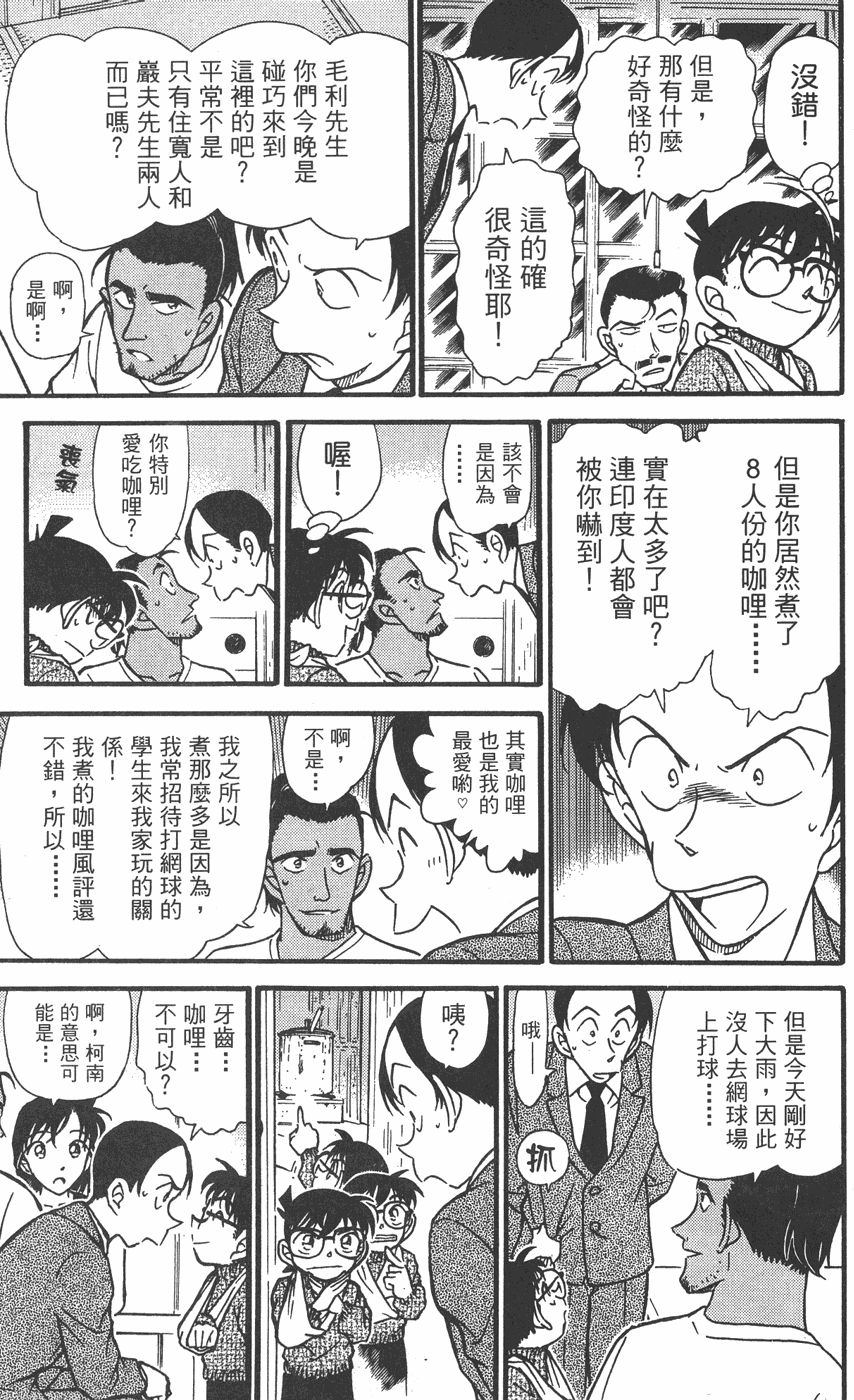 沒錯！
但是，
那有什麼
好奇怪的？
這的確
很奇怪耶！
毛利先生
你們今晚是
碰巧來到
這裡的吧？
平常不是
只有住寬人和
巖夫先生兩人
而已嗎？
啊，
是啊…
但是你居然煮了
8人份的咖哩……
實在太多了吧？
連印度人都會
被你嚇到！
該不會
是因為
……
喔！
你特別
愛吃咖哩？
喪氣
其實咖哩
也是我的
最愛喲♡
啊，
不是…
我之所以
煮那麼多是因為，
我常招待打網球的
學生來我家玩的關
係！
我煮的咖哩風評還
不錯，所以……
但是今天剛好
下大雨，因此
沒人去網球場
上打球……
哦—
抓
咦？
牙齒…
咖哩…
不可以？
啊，柯南
的意思可
能是…